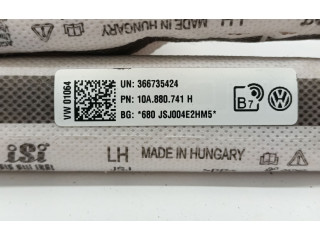 MADE IN HUNGARY
LH
VW 01064
UN: 366735424
PN: 10A.880.741 H
BG: *680 JSJ004E2HM5*
B7
iSi
LH MADE IN HUNGARY